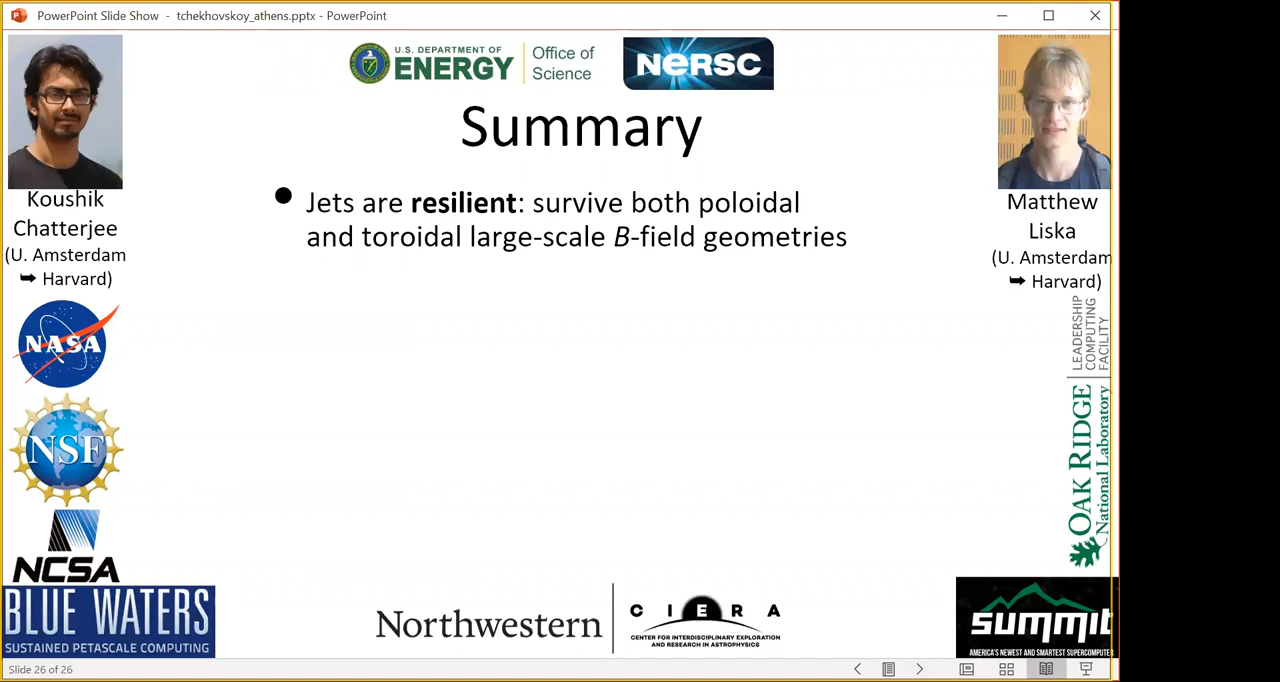 PowerPoint Slide Show - tchekhovskoy_athens.pptx - PowerPoint
U.S. DEPARTMENT OF
ENERGY
Office of
Science
NERSC
Summary
Koushik
Chatterjee
(U. Amsterdam
➥ Harvard)
Jets are resilient: survive both poloidal
and toroidal large-scale B-field geometries
Matthew
Liska
(U. Amsterdam
➥ Harvard)
NASA
NSF
NCSA
BLUE WATERS
SUSTAINED PETASCALE COMPUTING
Northwestern
CIERA
CENTER FOR INTERDISCIPLINARY EXPLORATION
AND RESEARCH IN ASTROPHYSICS
OAK RIDGE
National Laboratory
LEADERSHIP
COMPUTING
FACILITY
summit
AMERICA'S NEWEST AND SMARTEST SUPERCOMPUTER
Slide 26 of 26